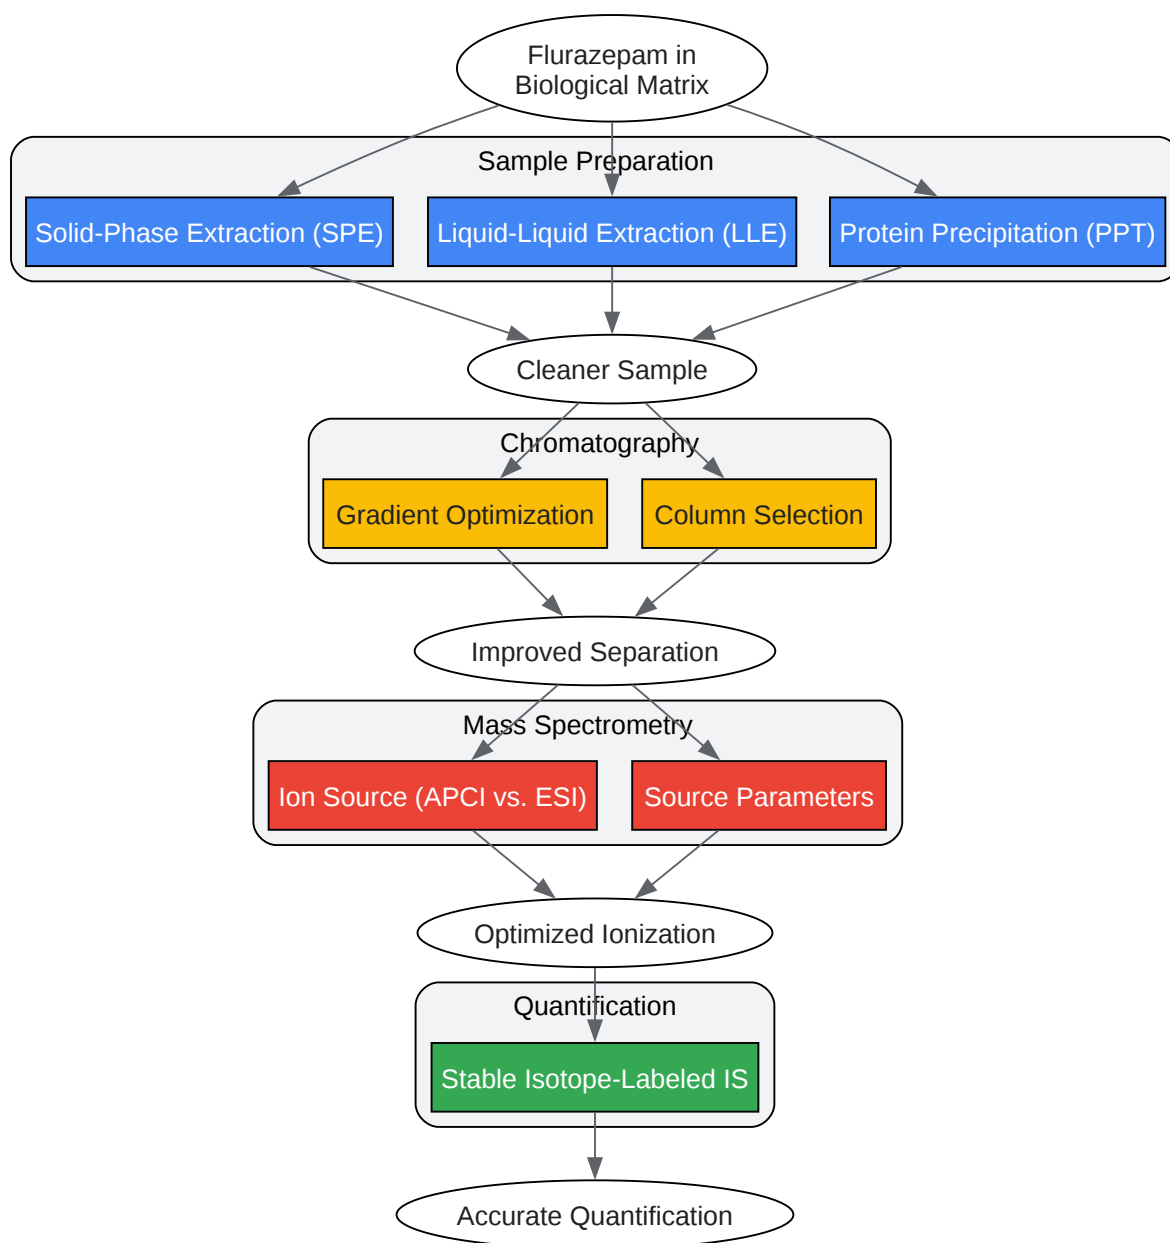 Flurazepam in
Biological Matrix
Sample Preparation
Solid-Phase Extraction (SPE)
Liquid-Liquid Extraction (LLE)
Protein Precipitation (PPT)
Cleaner Sample
Chromatography
Gradient Optimization
Column Selection
Improved Separation
Mass Spectrometry
Ion Source (APCI vs. ESI)
Source Parameters
Optimized Ionization
Quantification
Stable Isotope-Labeled IS
Accurate Quantification